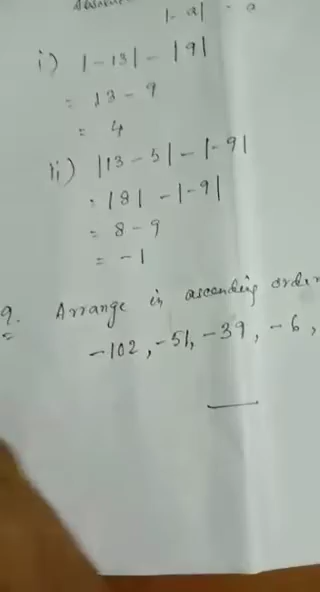 |-a| = a
i) |-13| - |9|
= 13 - 9
= 4
ii) |13 - 5| - |-9|
= |8| - |-9|
= 8 - 9
= -1
9. Arrange in ascending order
-102, -51, -39, -6,